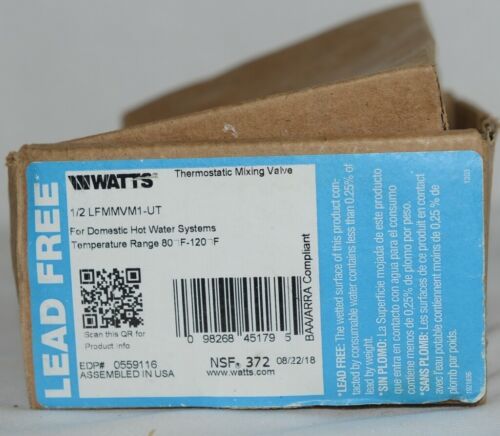 LEAD FREE*
WATTS
Thermostatic Mixing Valve
1/2 LFMMVM1-UT
For Domestic Hot Water Systems
Temperature Range 80°F-120°F
Scan this QR for
Product info
EDP# 0559116
ASSEMBLED IN USA
0 98268 45179 5
NSF® 372 08/22/18
www.watts.com
BAA/ARRA Compliant
*LEAD FREE: The wetted surface of this product con-
tacted by consumable water contains less than 0.25% of
lead by weight.
*SIN PLOMO: La Superficie mojada de este producto
que entra en contacto con agua para el consumo
contiene menos de 0,25% de plomo por peso.
*SANS PLOMB: Les surfaces de ce produit en contact
avec l'eau potable contiennent moins de 0,25 % de
plomb par poids.
1921636
1203